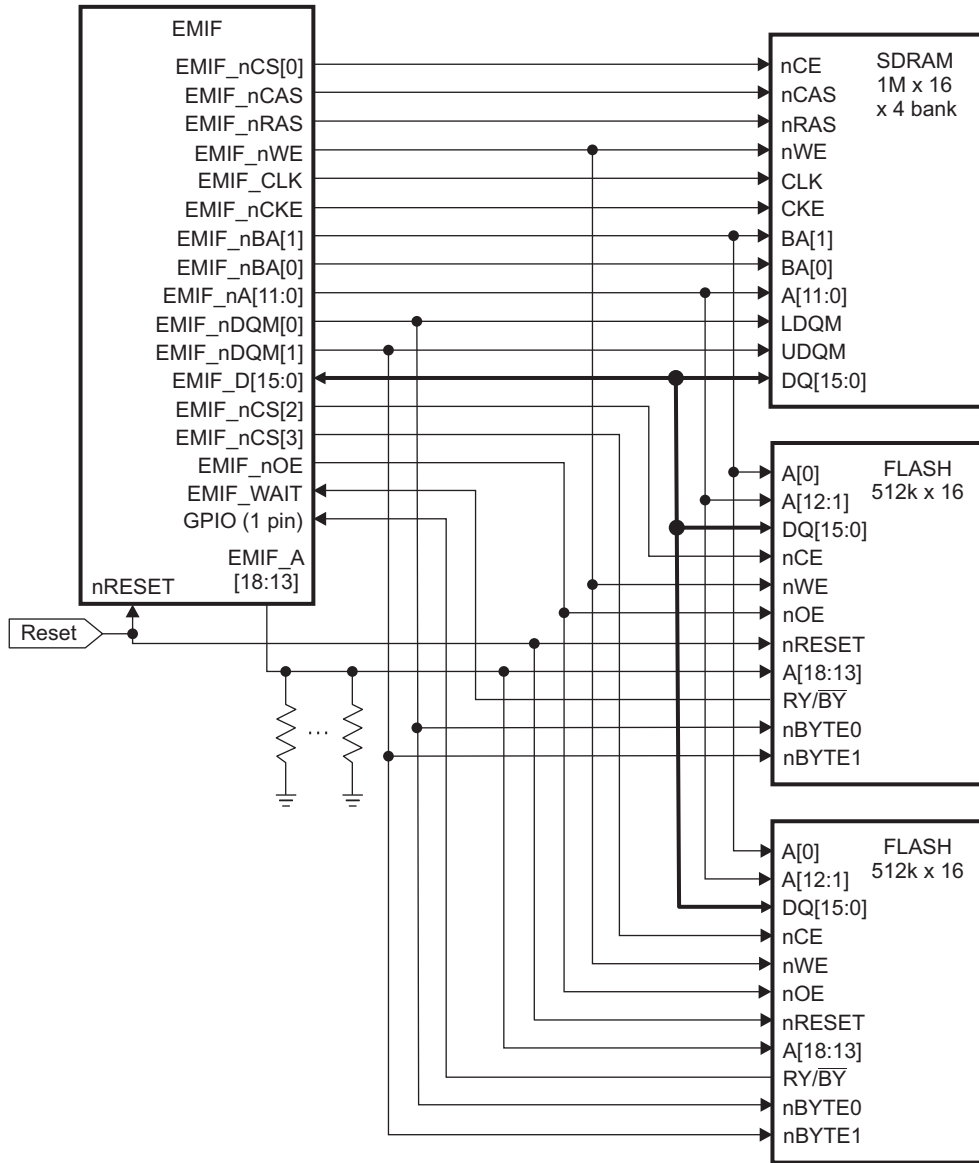 EMIF
EMIF_nCS[0]
EMIF_nCAS
EMIF_nRAS
EMIF_nWE
EMIF_CLK
EMIF_nCKE
EMIF_nBA[1]
EMIF_nBA[0]
EMIF_nA[11:0]
EMIF_nDQM[0]
EMIF_nDQM[1]
EMIF_D[15:0]
EMIF_nCS[2]
EMIF_nCS[3]
EMIF_nOE
EMIF_WAIT
GPIO (1 pin)
EMIF_A
[18:13]
nRESET
Reset
...
SDRAM
1M x 16
x 4 bank
nCE
nCAS
nRAS
nWE
CLK
CKE
BA[1]
BA[0]
A[11:0]
LDQM
UDQM
DQ[15:0]
FLASH
512k x 16
A[0]
A[12:1]
DQ[15:0]
nCE
nWE
nOE
nRESET
A[18:13]
RY/B̅Y̅
nBYTE0
nBYTE1
FLASH
512k x 16
A[0]
A[12:1]
DQ[15:0]
nCE
nWE
nOE
nRESET
A[18:13]
RY/B̅Y̅
nBYTE0
nBYTE1